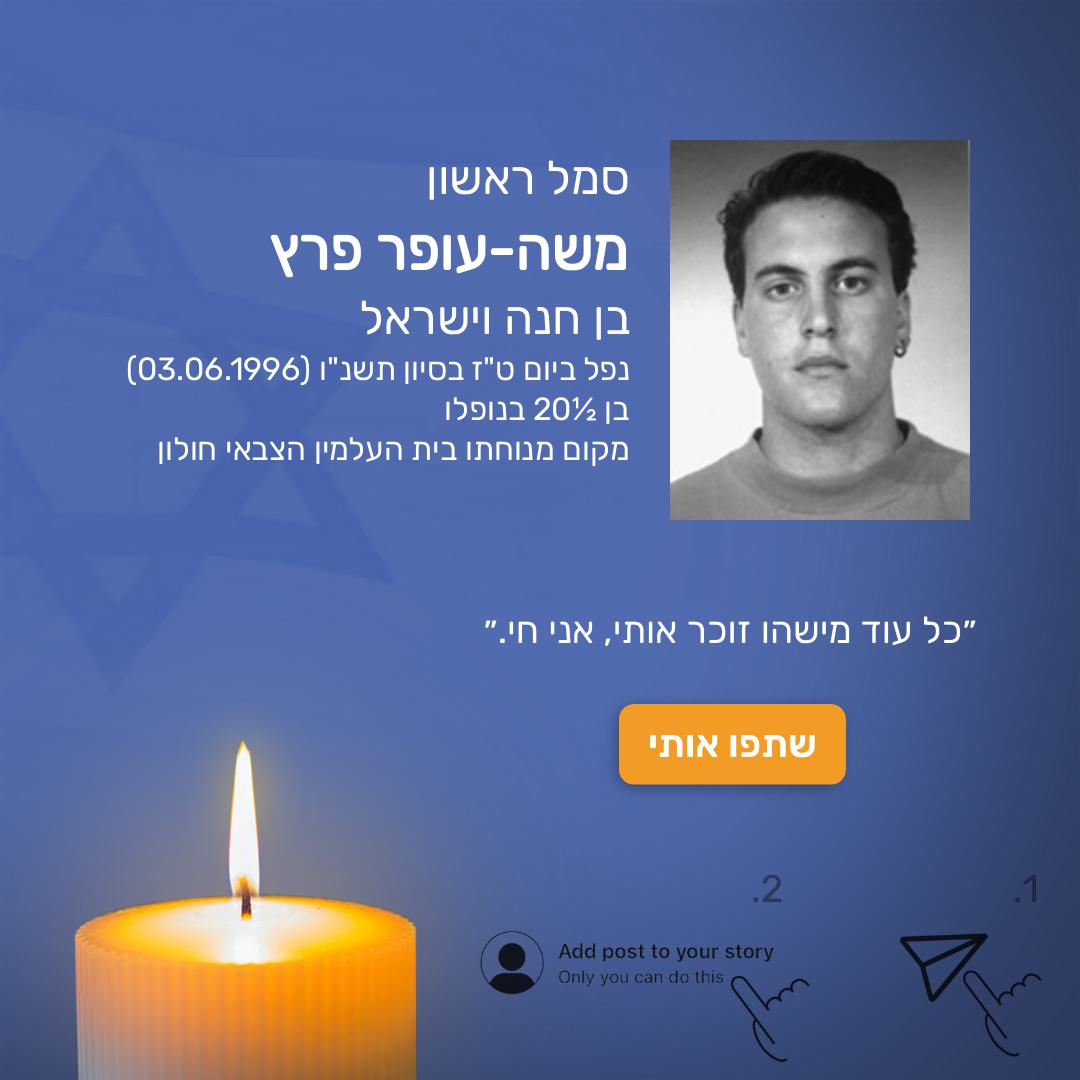 סמל ראשון
משה-עופר פרץ
בן חנה וישראל
נפל ביום ט"ז בסיון תשנ"ו (03.06.1996)
בן 20½ בנופלו
מקום מנוחתו בית העלמין הצבאי חולון
״כל עוד מישהו זוכר אותי, אני חי.״
שתפו אותי
.1
.2
Add post to your story
Only you can do this